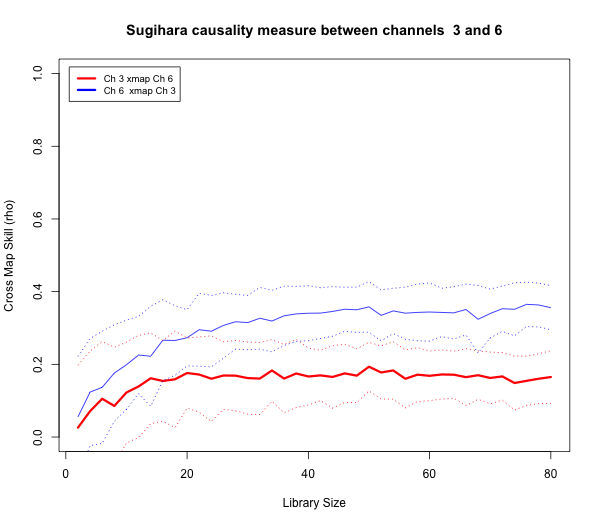 Sugihara causality measure between channels  3 and 6
Ch 3 xmap Ch 6
Ch 6  xmap Ch 3
Cross Map Skill (rho)
1.0
0.8
0.6
0.4
0.2
0.0
0 20 40 60 80
Library Size